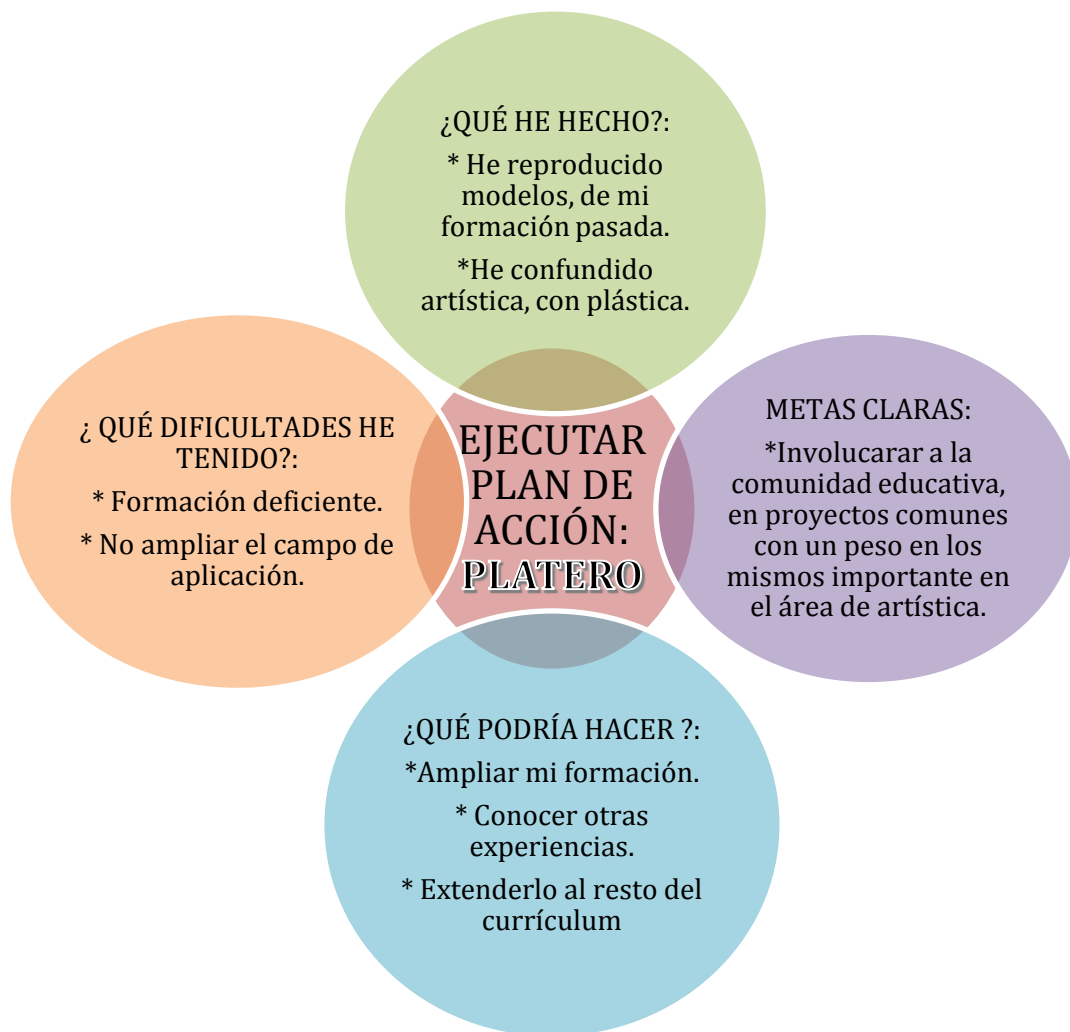 ¿QUÉ HE HECHO?:
* He reproducido
modelos, de mi
formación pasada.
*He confundido
artística, con plástica.
¿ QUÉ DIFICULTADES HE
TENIDO?:
* Formación deficiente.
* No ampliar el campo de
aplicación.
EJECUTAR
PLAN DE
ACCIÓN:
PLATERO
METAS CLARAS:
*Involucarar a la
comunidad educativa,
en proyectos comunes
con un peso en los
mismos importante en
el área de artística.
¿QUÉ PODRÍA HACER ?:
*Ampliar mi formación.
* Conocer otras
experiencias.
* Extenderlo al resto del
currículum